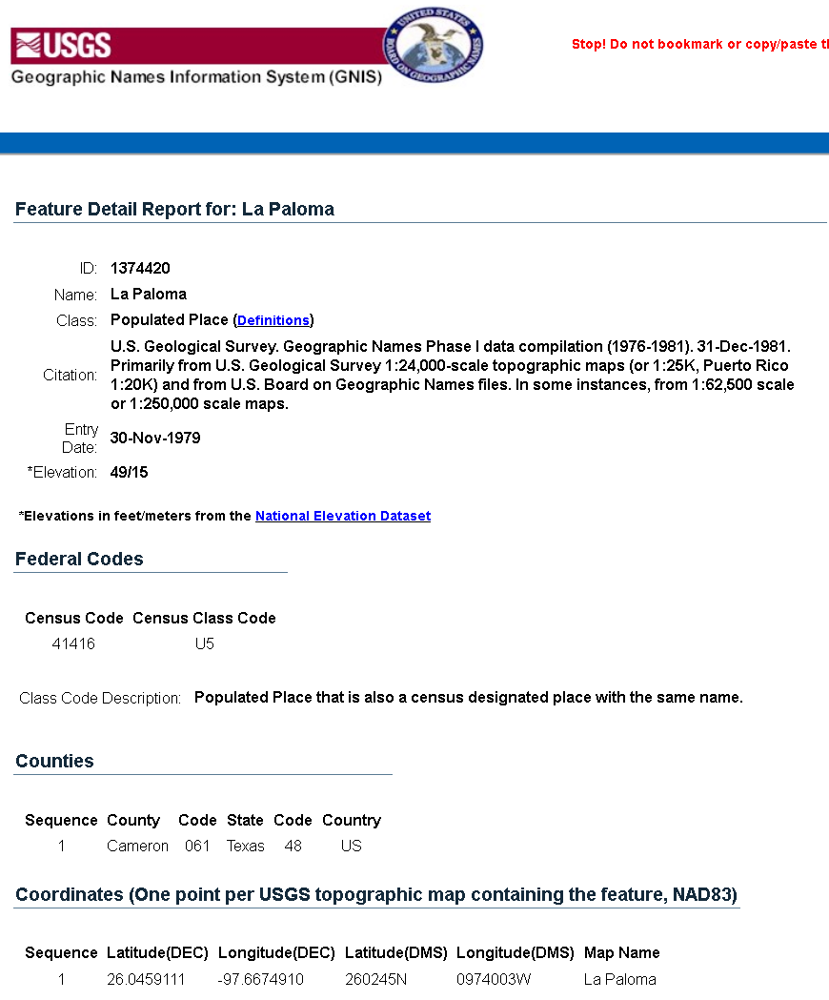 USGS
UNITED STATES
BOARD ON GEOGRAPHIC NAMES
Geographic Names Information System (GNIS)
Stop! Do not bookmark or copy/paste t
Feature Detail Report for: La Paloma
ID: 1374420
Name: La Paloma
Class: Populated Place (Definitions)
Citation: U.S. Geological Survey. Geographic Names Phase I data compilation (1976-1981). 31-Dec-1981.
Primarily from U.S. Geological Survey 1:24,000-scale topographic maps (or 1:25K, Puerto Rico
1:20K) and from U.S. Board on Geographic Names files. In some instances, from 1:62,500 scale
or 1:250,000 scale maps.
Entry
Date: 30-Nov-1979
*Elevation: 49/15
*Elevations in feet/meters from the National Elevation Dataset
Federal Codes
Census Code Census Class Code
41416 U5
Class Code Description: Populated Place that is also a census designated place with the same name.
Counties
Sequence County Code State Code Country
1 Cameron 061 Texas 48 US
Coordinates (One point per USGS topographic map containing the feature, NAD83)
Sequence Latitude(DEC) Longitude(DEC) Latitude(DMS) Longitude(DMS) Map Name
1 26.0459111 -97.6674910 260245N 0974003W La Paloma